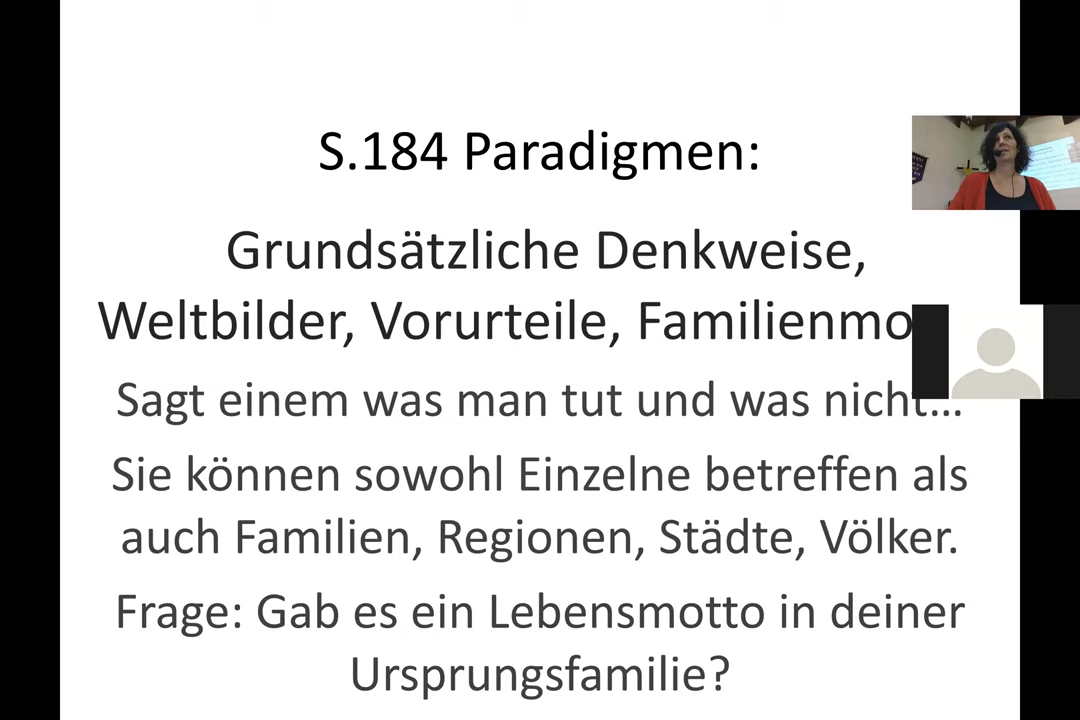 S.184 Paradigmen:
Grundsätzliche Denkweise,
Weltbilder, Vorurteile,
Sagt einem was man tut und was nicht...
Sie können sowohl Einzelne betreffen als
auch Familien, Regionen, Städte, Völker.
Frage: Gab es ein Lebensmotto in deiner
Ursprungsfamilie?